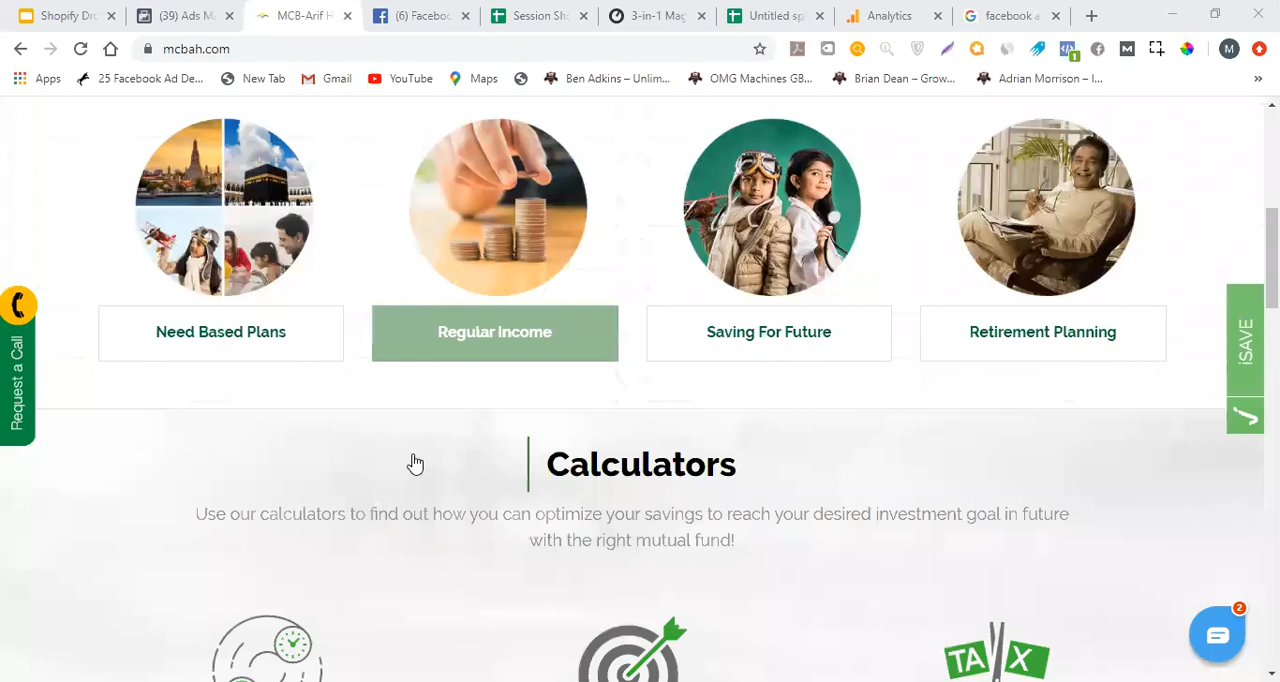 Shopify Dro
(39) Ads Ma
MCB-Arif H
(6) Faceboo
Session Sh
3-in-1 Mag
Untitled sp
Analytics
facebook a
mcbah.com
1
M
Apps
25 Facebook Ad De...
New Tab
Gmail
YouTube
Maps
Ben Adkins – Unlim...
OMG Machines GB...
Brian Dean – Grow...
Adrian Morrison – I...
»
Need Based Plans
Regular Income
Saving For Future
Retirement Planning
Request a Call
iSAVE
Calculators
Use our calculators to find out how you can optimize your savings to reach your desired investment goal in future
with the right mutual fund!
TAX
2